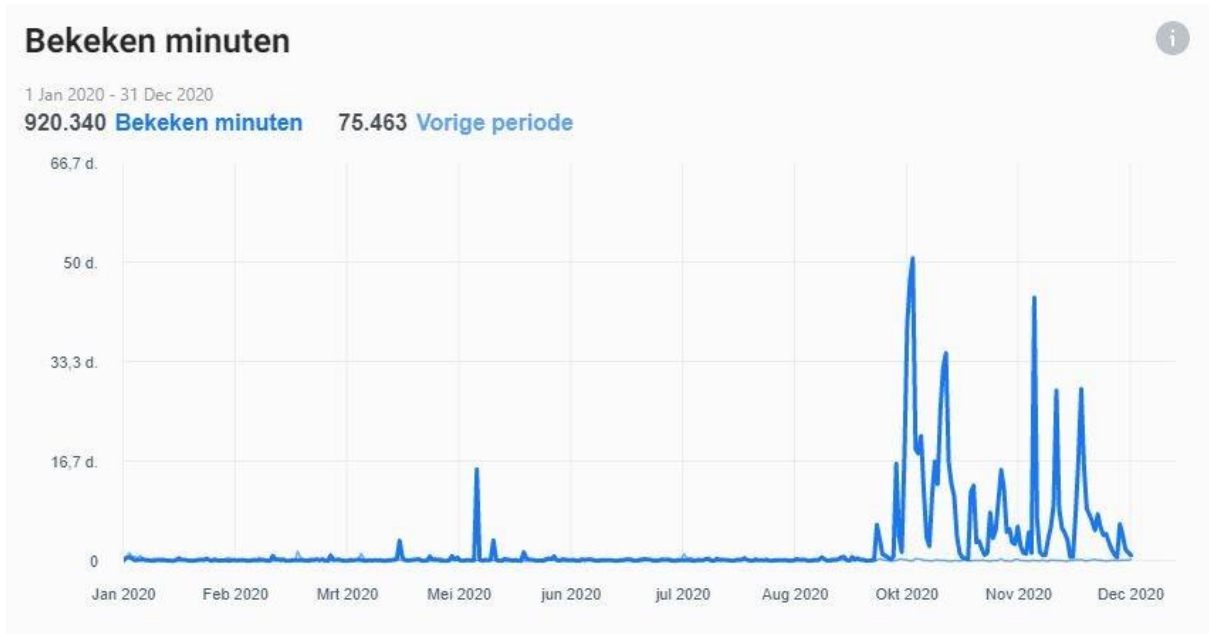 Bekeken minuten
i
1 Jan 2020 - 31 Dec 2020
920.340 Bekeken minuten 75.463 Vorige periode
66,7 d.
50 d.
33,3 d.
16,7 d.
0
Jan 2020 Feb 2020 Mrt 2020 Mei 2020 jun 2020 jul 2020 Aug 2020 Okt 2020 Nov 2020 Dec 2020